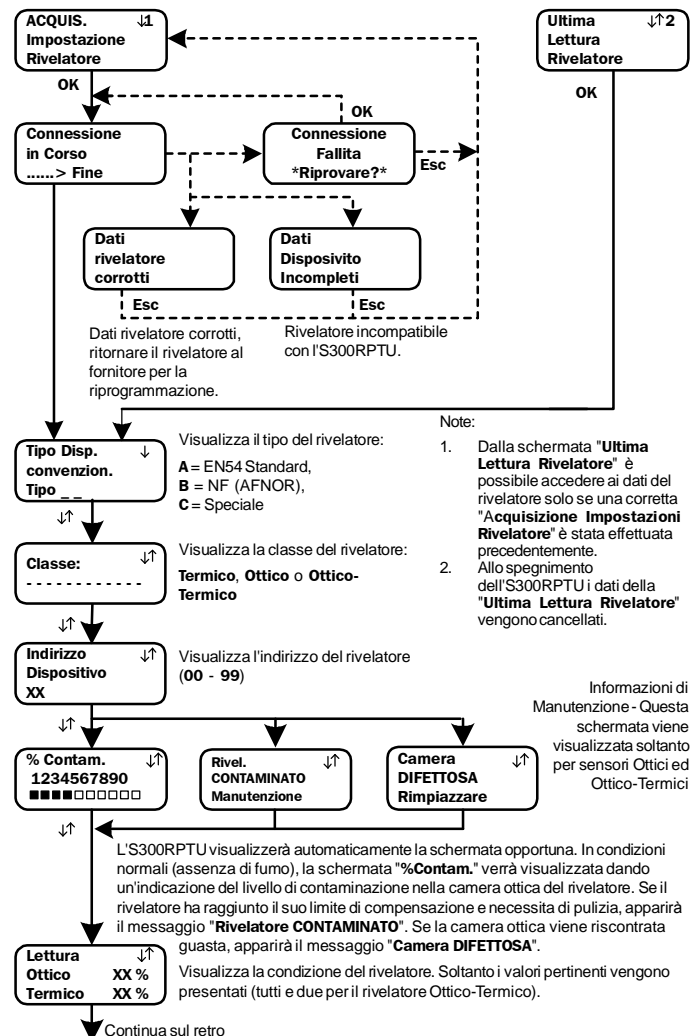 ACQUIS. ↓1
Impostazione
Rivelatore
Ultima ↓↑2
Lettura
Rivelatore
OK
OK
OK
Connessione
in Corso
......> Fine
Connessione
Fallita
*Riprovare?*
Esc
Dati
rivelatore
corrotti
Dati
Disposivito
Incompleti
Esc
Esc
Dati rivelatore corrotti,
ritornare il rivelatore al
fornitore per la
riprogrammazione.
Rivelatore incompatibile
con l'S300RPTU.
Tipo Disp. ↓
convenzion.
Tipo _ _
Visualizza il tipo del rivelatore:
A = EN54 Standard,
B = NF (AFNOR),
C = Speciale
Note:
1. Dalla schermata "Ultima
Lettura Rivelatore" è
possibile accedere ai dati del
rivelatore solo se una corretta
"Acquisizione Impostazioni
Rivelatore" è stata effettuata
precedentemente.
2. Allo spegnimento
dell'S300RPTU i dati della
"Ultima Lettura Rivelatore"
vengono cancellati.
↓↑
Classe: ↓↑
- - - - - - - - - - - -
Visualizza la classe del rivelatore:
Termico, Ottico o Ottico-
Termico
↓↑
Indirizzo ↓↑
Dispositivo
XX
Visualizza l'indirizzo del rivelatore
(00 - 99)
↓↑
Informazioni di
Manutenzione - Questa
schermata viene
visualizzata soltanto
per sensori Ottici ed
Ottico-Termici
% Contam. ↓↑
1234567890
■■■■□□□□□□
Rivel. ↓↑
CONTAMINATO
Manutenzione
Camera ↓↑
DIFETTOSA
Rimpiazzare
↓↑
L'S300RPTU visualizzerà automaticamente la schermata opportuna. In condizioni
normali (assenza di fumo), la schermata "%Contam." verrà visualizzata dando
un'indicazione del livello di contaminazione nella camera ottica del rivelatore. Se il
rivelatore ha raggiunto il suo limite di compensazione e necessita di pulizia, apparirà
il messaggio "Rivelatore CONTAMINATO". Se la camera ottica viene riscontrata
guasta, apparirà il messaggio "Camera DIFETTOSA".
Lettura ↓↑
Ottico XX %
Termico XX %
Visualizza la condizione del rivelatore. Soltanto i valori pertinenti vengono
presentati (tutti e due per il rivelatore Ottico-Termico).
Continua sul retro